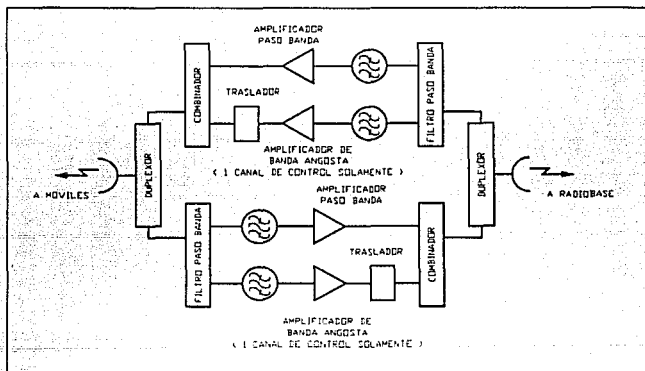 AMPLIFICADOR
PASO BANDA
COMBINADOR
TRASLADOR
FILTRO PASO BANDA
DUPLEXOR
AMPLIFICADOR DE
BANDA ANGOSTA
( 1 CANAL DE CONTROL SOLAMENTE )
DUPLEXOR
A MOVILES
A RADIOBASE
AMPLIFICADOR
PASO BANDA
FILTRO PASO BANDA
TRASLADOR
COMBINADOR
AMPLIFICADOR DE
BANDA ANGOSTA
( 1 CANAL DE CONTROL SOLAMENTE )